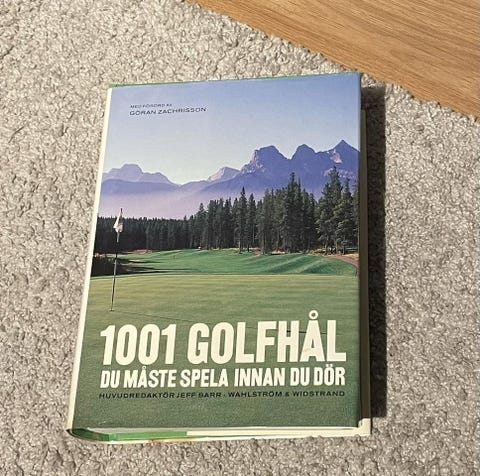 MED FÖRORD AV
GÖRAN ZACHRISSON
1001 GOLFHÅL
DU MÅSTE SPELA INNAN DU DÖR
HUVUDREDAKTÖR JEFF BARR · WAHLSTRÖM & WIDSTRAND